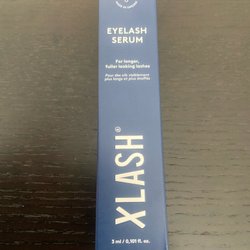 EYELASH
SERUM
For longer,
fuller looking lashes
Pour des cils visiblement
plus longs et plus étoffés
XLASH®
3 ml / 0,101 fl. oz.